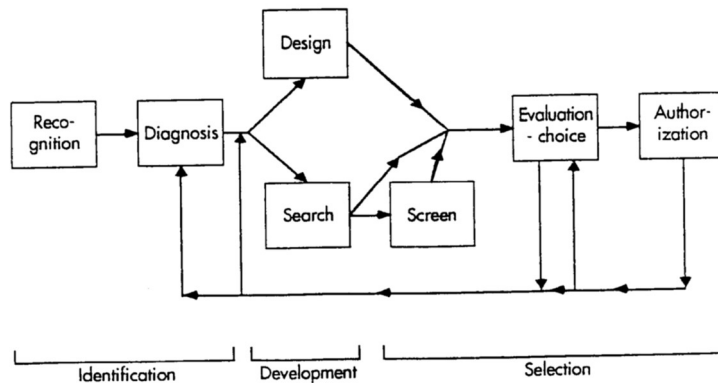 Design
Reco-
gnition
Diagnosis
Evaluation
- choice
Author-
ization
Search
Screen
Identification
Development
Selection